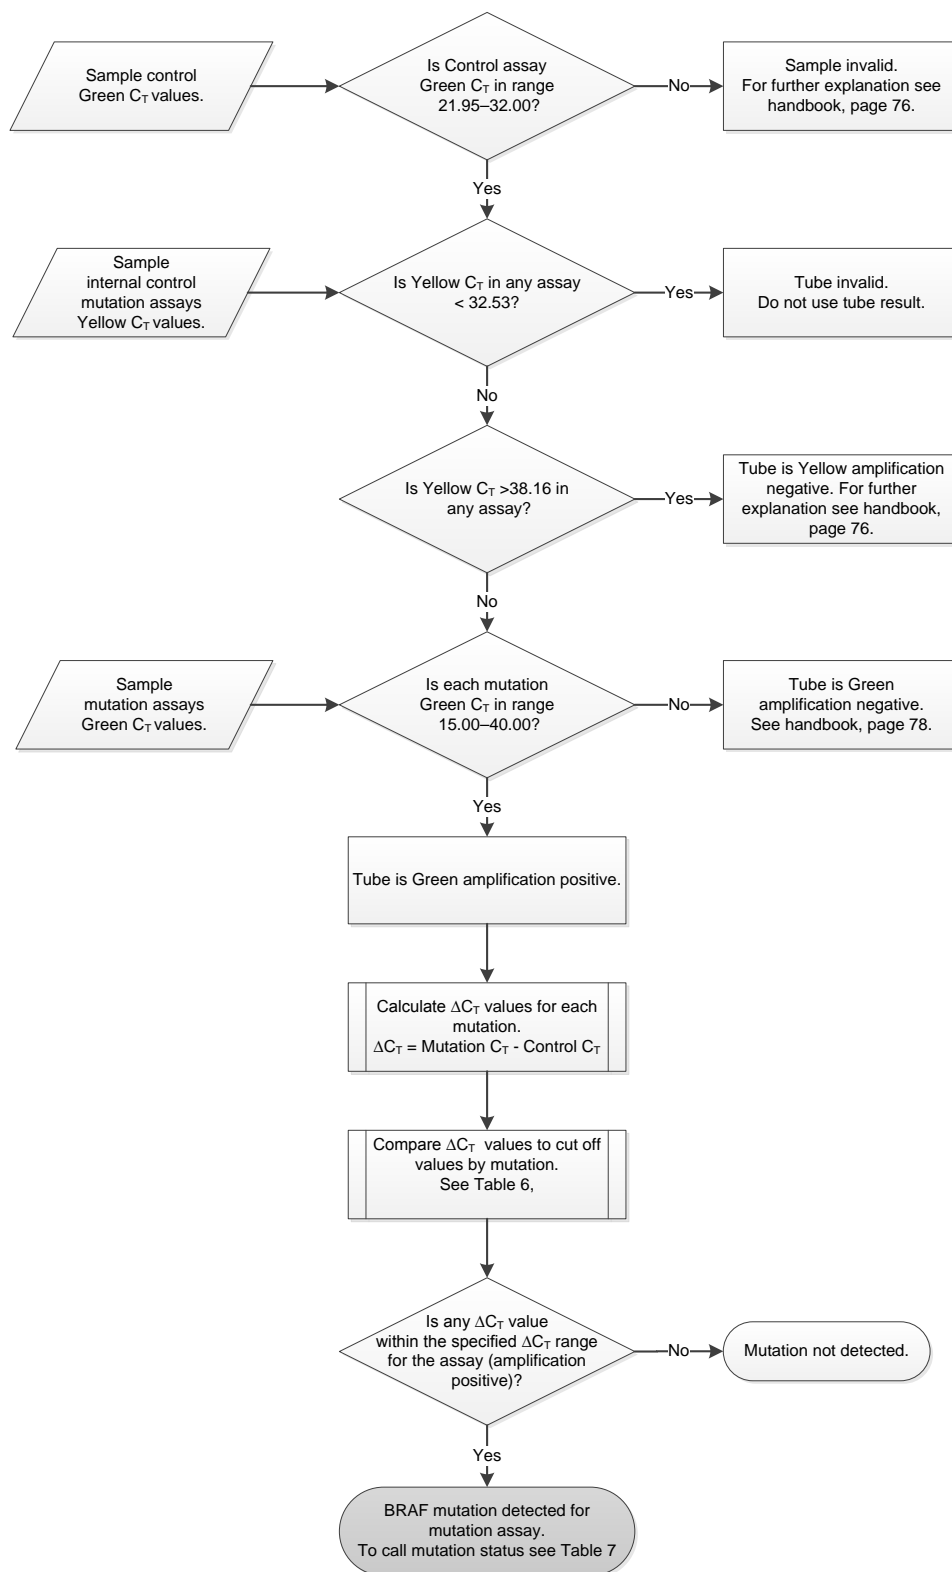 Sample control
Green CT values.
Is Control assay
Green CT in range
21.95–32.00?
No
Sample invalid.
For further explanation see
handbook, page 76.
Yes
Sample
internal control
mutation assays
Yellow CT values.
Is Yellow CT in any assay
< 32.53?
Yes
Tube invalid.
Do not use tube result.
No
Is Yellow CT >38.16 in
any assay?
Yes
Tube is Yellow amplification
negative. For further
explanation see handbook,
page 76.
No
Sample
mutation assays
Green CT values.
Is each mutation
Green CT in range
15.00–40.00?
No
Tube is Green
amplification negative.
See handbook, page 78.
Yes
Tube is Green amplification positive.
Calculate ΔCT values for each
mutation.
ΔCT = Mutation CT - Control CT
Compare ΔCT values to cut off
values by mutation.
See Table 6,
Is any ΔCT value
within the specified ΔCT range
for the assay (amplification
positive)?
No
Mutation not detected.
Yes
BRAF mutation detected for
mutation assay.
To call mutation status see Table 7